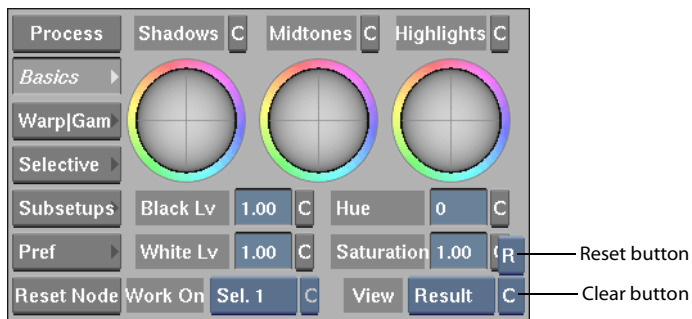 Process Shadows C Midtones C Highlights C
Basics
Warp|Gam
Selective
Subsetups Black Lv 1.00 C Hue 0 C
Pref White Lv 1.00 C Saturation 1.00 R Reset button
Reset Node Work On Sel. 1 C View Result C Clear button